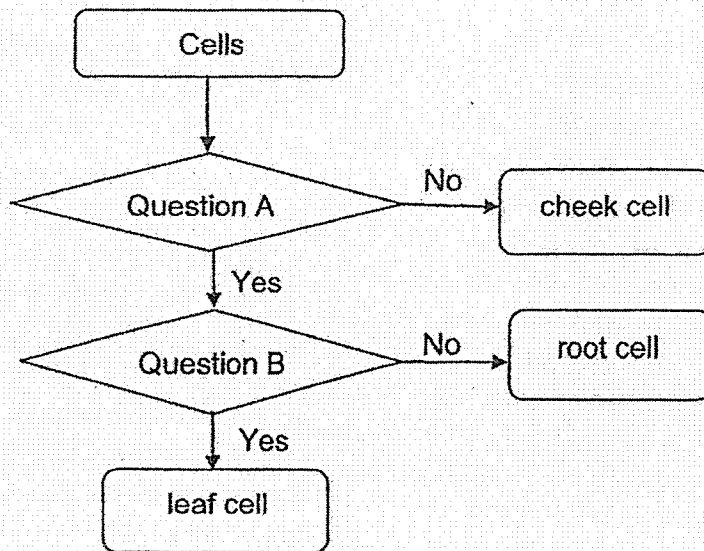 Cells
Question A
No
cheek cell
Yes
Question B
No
root cell
Yes
leaf cell